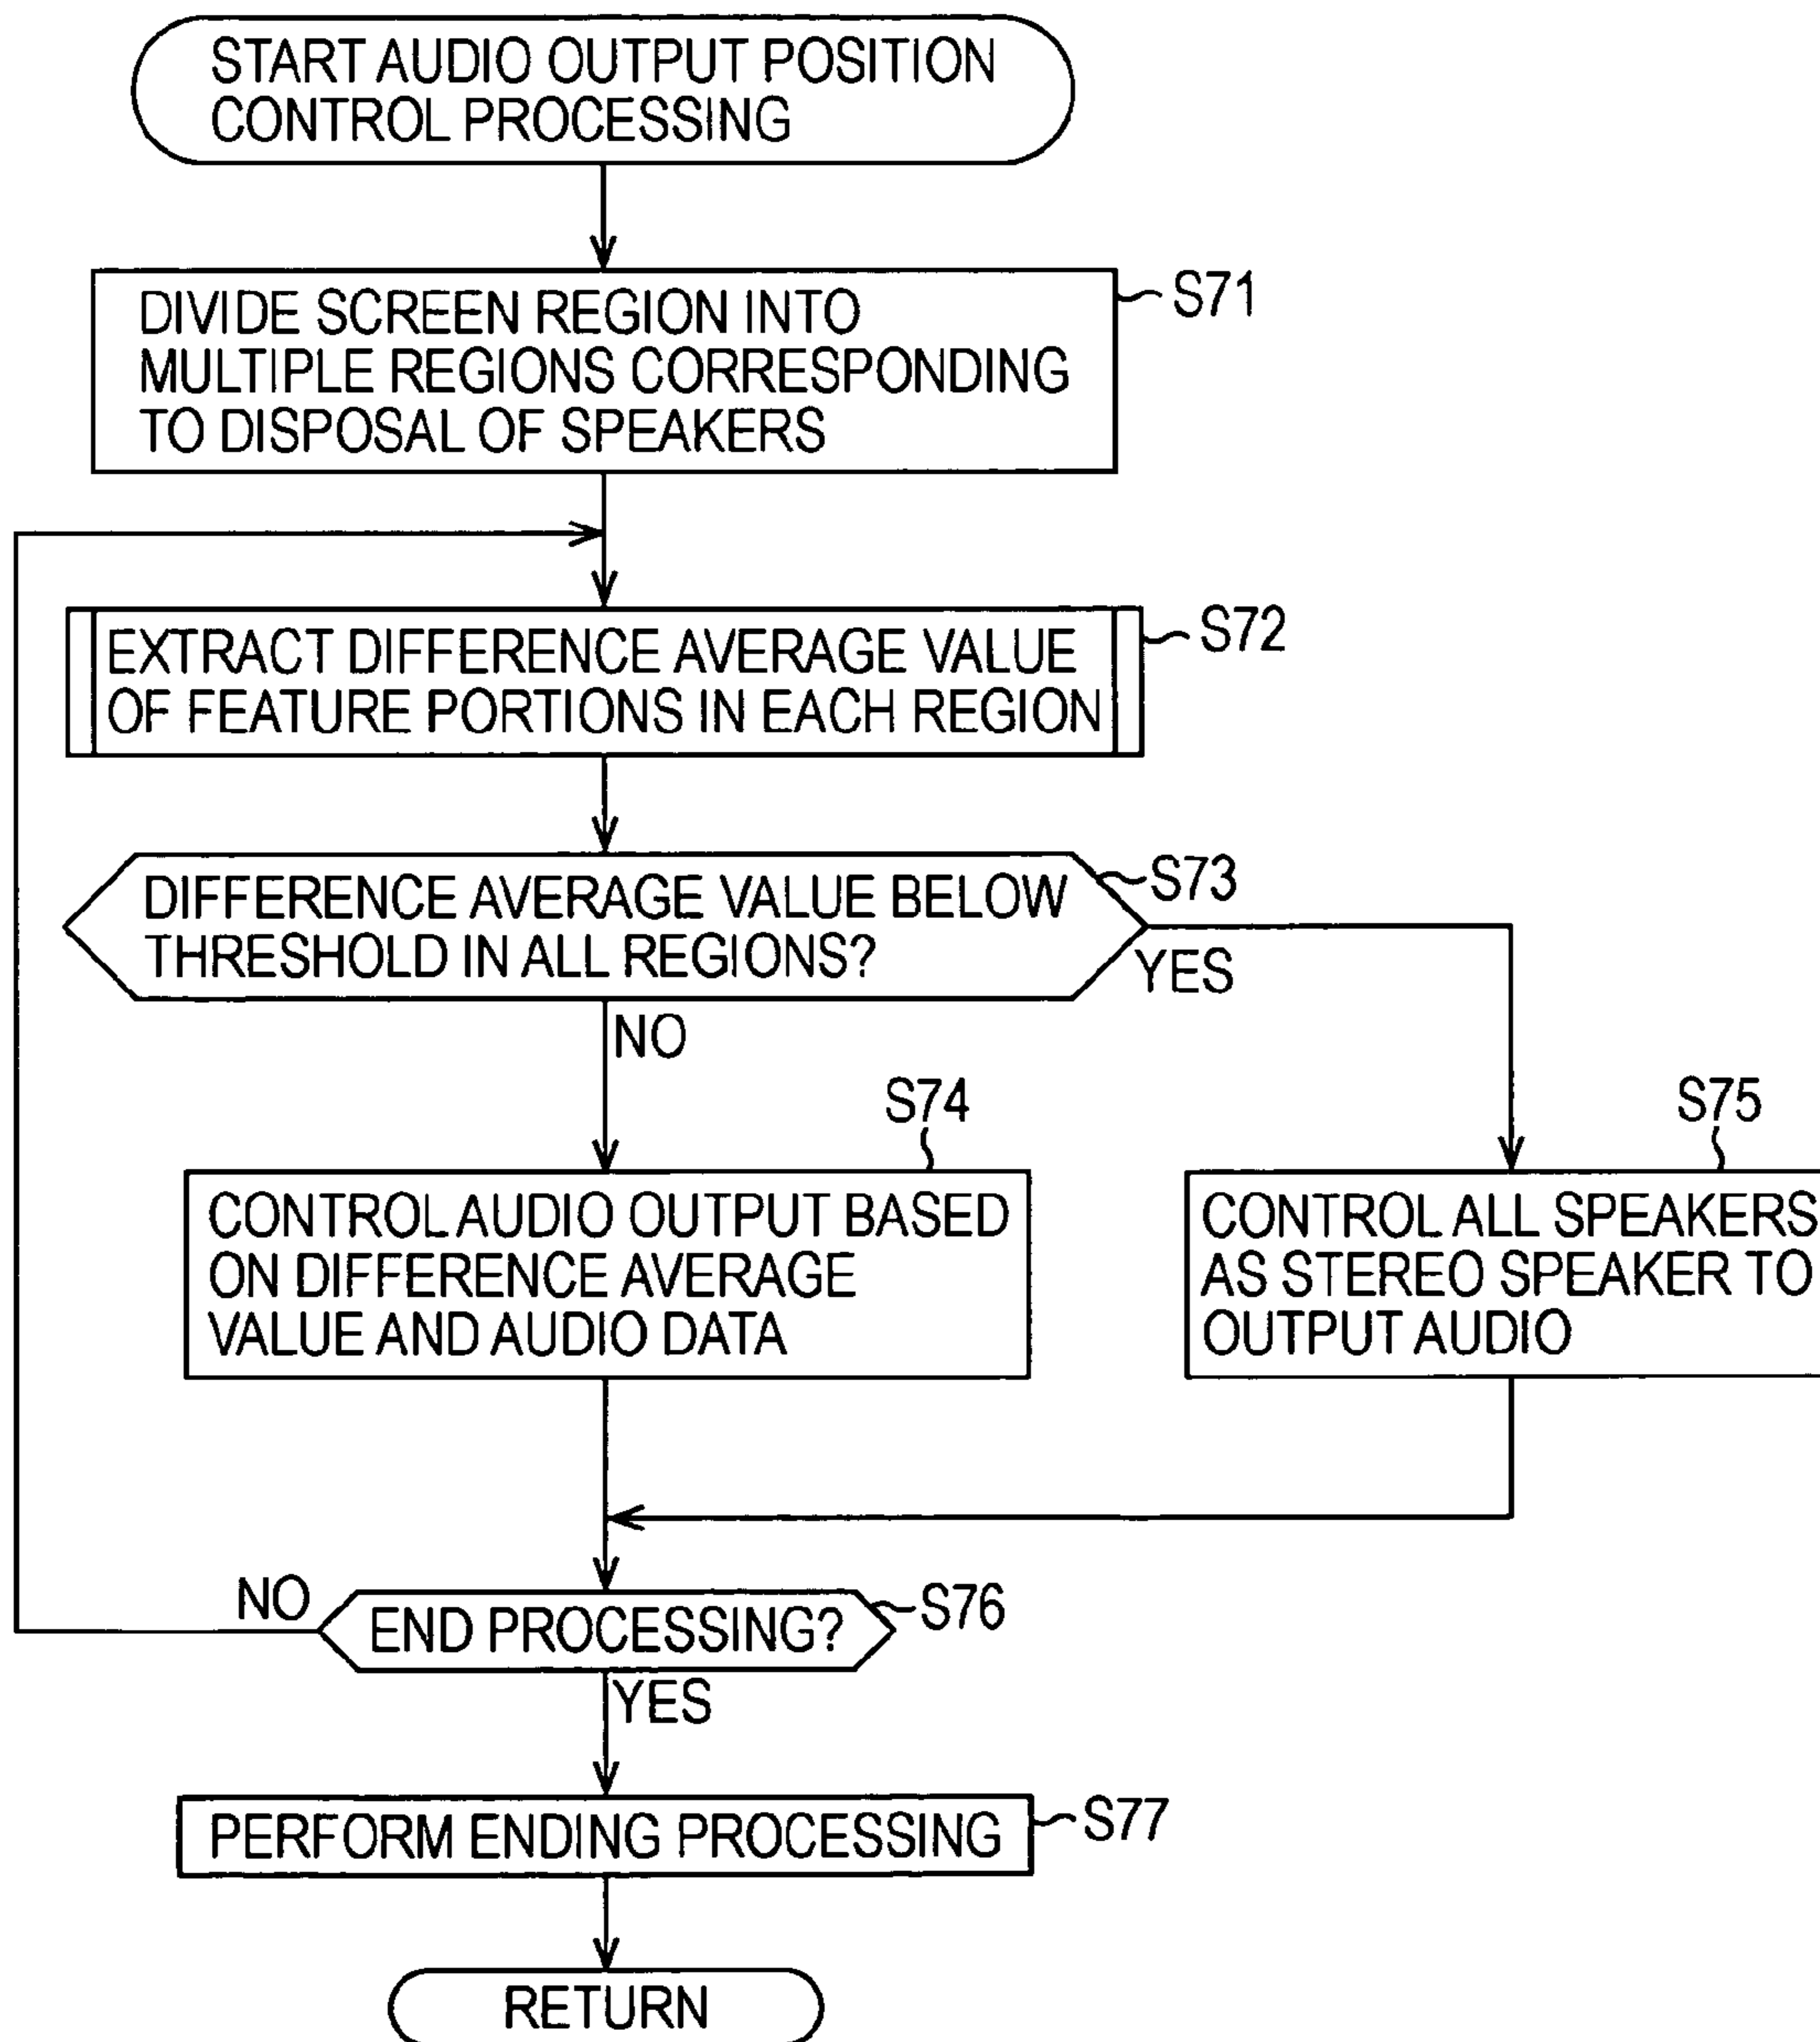 START AUDIO OUTPUT POSITION
CONTROL PROCESSING
DIVIDE SCREEN REGION INTO
MULTIPLE REGIONS CORRESPONDING
TO DISPOSAL OF SPEAKERS
S71
EXTRACT DIFFERENCE AVERAGE VALUE
OF FEATURE PORTIONS IN EACH REGION
S72
DIFFERENCE AVERAGE VALUE BELOW
THRESHOLD IN ALL REGIONS?
S73
YES
NO
S74
CONTROL AUDIO OUTPUT BASED
ON DIFFERENCE AVERAGE
VALUE AND AUDIO DATA
S75
CONTROL ALL SPEAKERS
AS STEREO SPEAKER TO
OUTPUT AUDIO
NO
END PROCESSING?
S76
YES
PERFORM ENDING PROCESSING
S77
RETURN